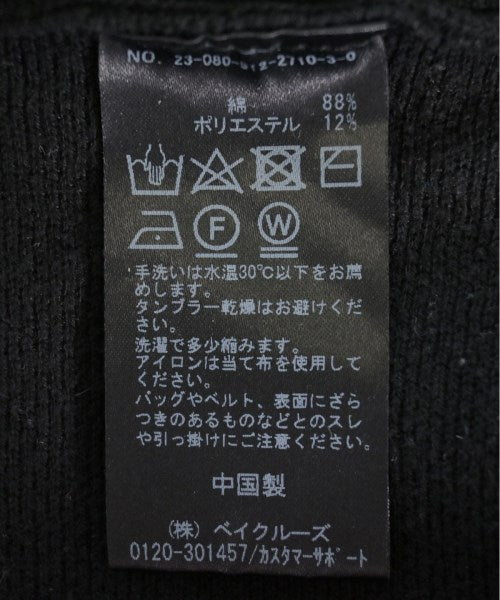 NO. 23-080-512-2710-3-0
綿 88%
ポリエステル 12%
F W
手洗いは水温30℃以下をお薦
めします。
タンブラー乾燥はお避けくだ
さい。
洗濯で多少縮みます。
アイロンは当て布を使用して
ください。
バッグやベルト、表面にざら
つきのあるものなどとのスレ
や引っ掛けにご注意ください。
中国製
(株) ベイクルーズ
0120-301457/カスタマーサポート